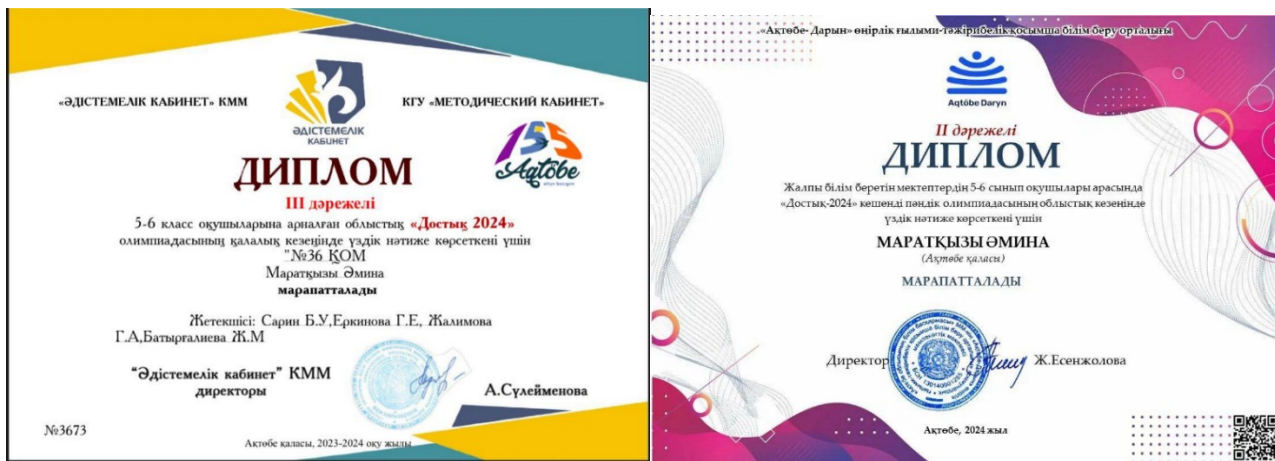 «ӘДІСТЕМЕЛІК КАБИНЕТ» КММ
КГУ «МЕТОДИЧЕСКИЙ КАБИНЕТ»
ӘДІСТЕМЕЛІК
КАБИНЕТ
155
Aqtöbe
ДИПЛОМ
III дәрежелі
5-6 класс оқушыларына арналған облыстық «Достық 2024»
олимпиадасының қалалық кезеңінде үздік нәтиже көрсеткені үшін
"№36 ҚОМ
Маратқызы Әмина
марапатталады
Жетекшісі: Сарин Б.У,Еркинова Г.Е, Жалимова
Г.А,Батырғалиева Ж.М
"Әдістемелік кабинет" КММ
директоры
А.Сүлейменова
№3673
Ақтөбе қаласы, 2023-2024 оқу жылы
«Ақтөбе- Дарын» өңірлік ғылыми-тәжірибелік қосымша білім беру орталығы
Aqtöbe Daryn
II дәрежелі
ДИПЛОМ
Жалпы білім беретін мектептердің 5-6 сынып оқушылары арасында
«Достық-2024» кешенді пәндік олимпиадасының облыстық кезеңінде
үздік нәтиже көрсеткені үшін
МАРАТҚЫЗЫ ӘМИНА
(Ақтөбе қаласы)
МАРАПАТТАЛАДЫ
Директор
Ж.Есенжолова
Ақтөбе, 2024 жыл